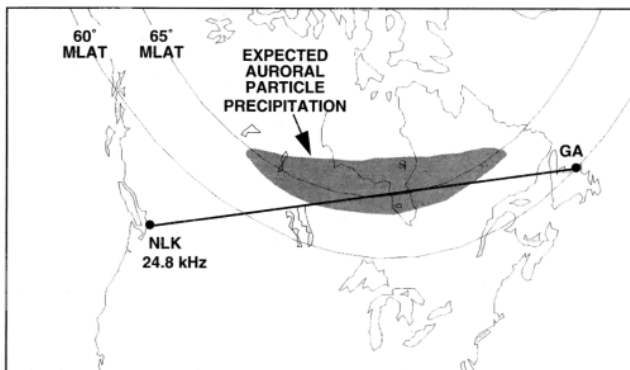 60° 65°
MLAT MLAT
EXPECTED
AURORAL
PARTICLE
PRECIPITATION
GA
NLK
24.8 kHz